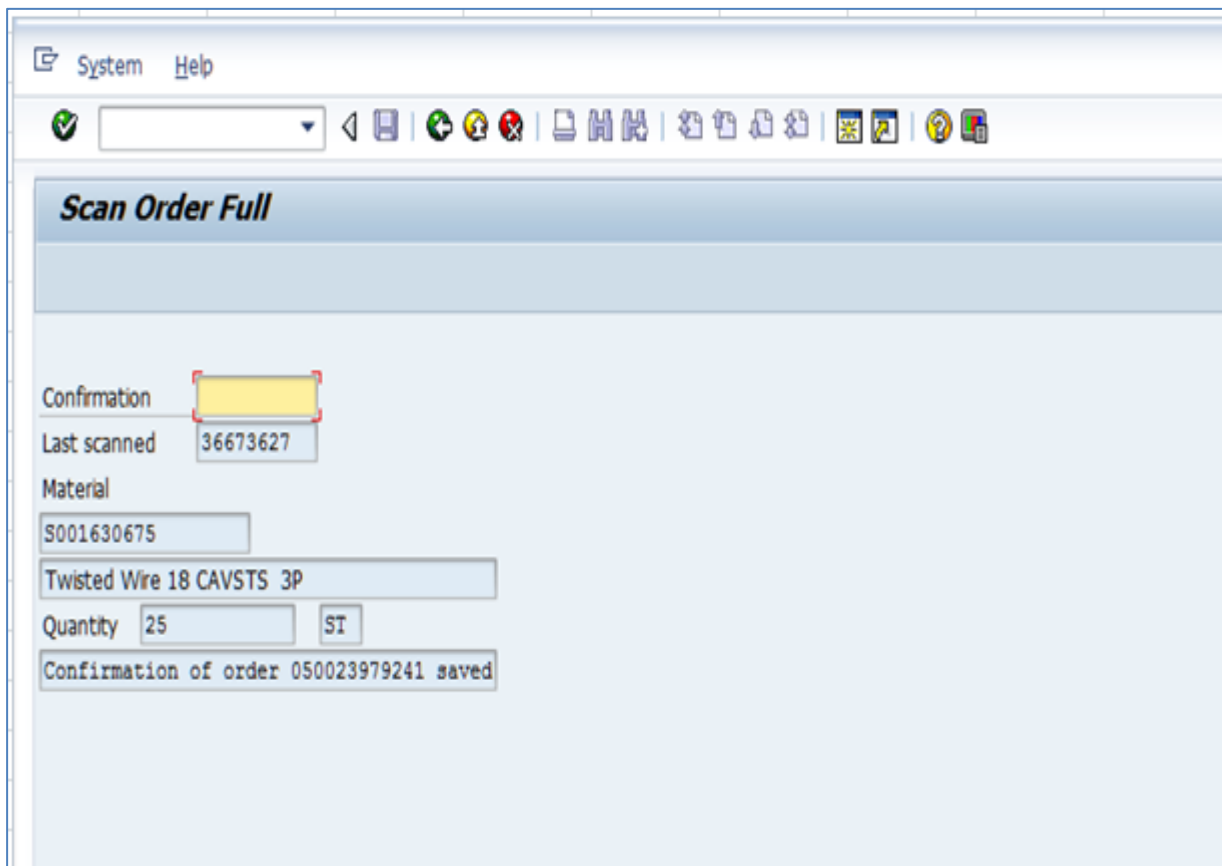 System Help
Scan Order Full
Confirmation
Last scanned 36673627
Material
S001630675
Twisted Wire 18 CAVSTS 3P
Quantity 25 ST
Confirmation of order 050023979241 saved